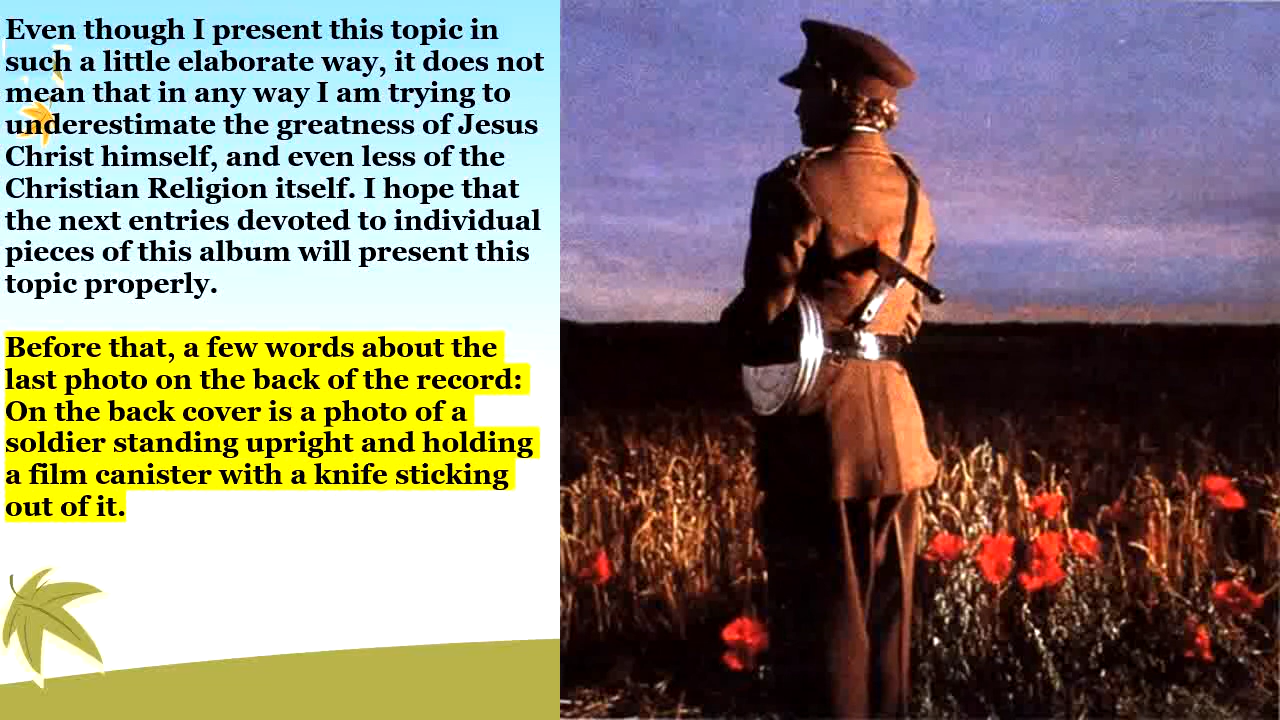 Even though I present this topic in
such a little elaborate way, it does not
mean that in any way I am trying to
underestimate the greatness of Jesus
Christ himself, and even less of the
Christian Religion itself. I hope that
the next entries devoted to individual
pieces of this album will present this
topic properly.
Before that, a few words about the
last photo on the back of the record:
On the back cover is a photo of a
soldier standing upright and holding
a film canister with a knife sticking
out of it.